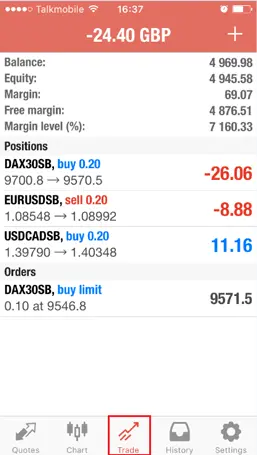 Talkmobile 16:37
-24.40 GBP +
Balance: 4 969.98
Equity: 4 945.58
Margin: 69.07
Free margin: 4 876.51
Margin level (%): 7 160.33
Positions
DAX30SB, buy 0.20 -26.06
9700.8 → 9570.5
EURUSDSB, sell 0.20 -8.88
1.08548 → 1.08992
USDCADSB, buy 0.20 11.16
1.39790 → 1.40348
Orders
DAX30SB, buy limit 9571.5
0.10 at 9546.8
Quotes Chart Trade History Settings